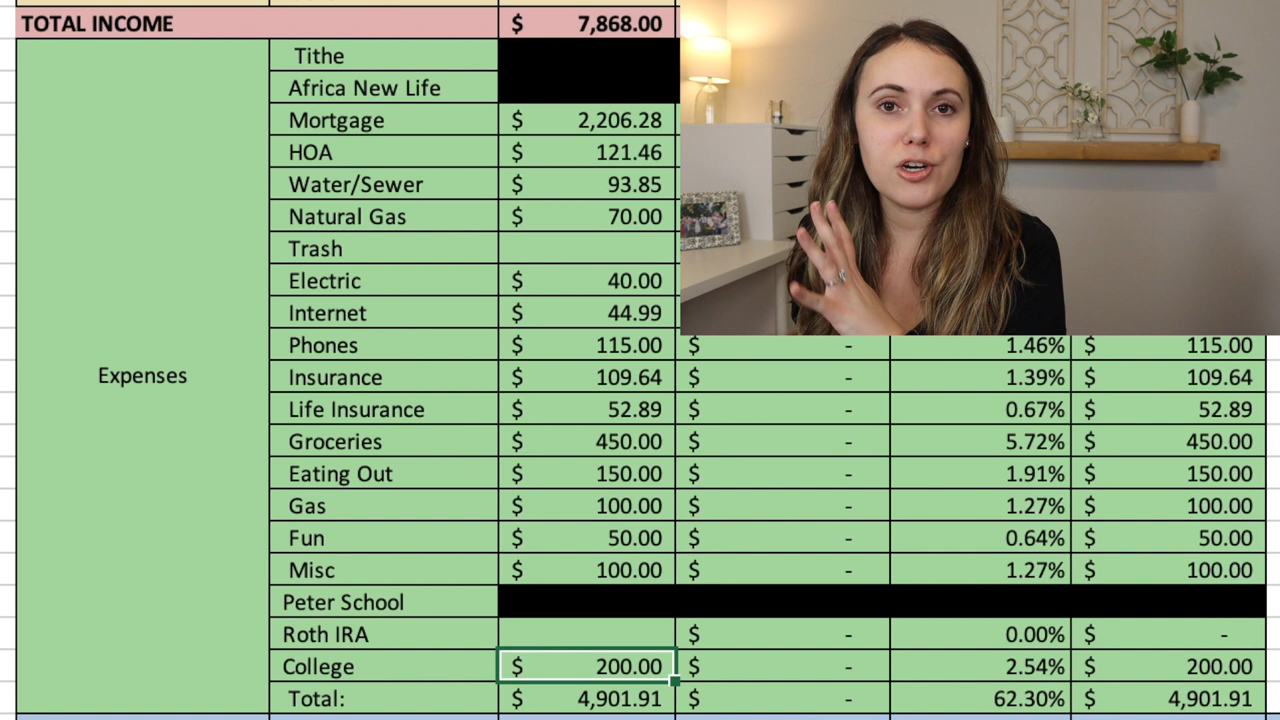 TOTAL INCOME $ 7,868.00
Tithe
Africa New Life
Mortgage $ 2,206.28
HOA $ 121.46
Water/Sewer $ 93.85
Natural Gas $ 70.00
Trash
Electric $ 40.00
Internet $ 44.99
Phones $ 115.00 $ - 1.46% $ 115.00
Expenses
Insurance $ 109.64 $ - 1.39% $ 109.64
Life Insurance $ 52.89 $ - 0.67% $ 52.89
Groceries $ 450.00 $ - 5.72% $ 450.00
Eating Out $ 150.00 $ - 1.91% $ 150.00
Gas $ 100.00 $ - 1.27% $ 100.00
Fun $ 50.00 $ - 0.64% $ 50.00
Misc $ 100.00 $ - 1.27% $ 100.00
Peter School
Roth IRA $ - 0.00% $ -
College $ 200.00 $ - 2.54% $ 200.00
Total: $ 4,901.91 $ - 62.30% $ 4,901.91